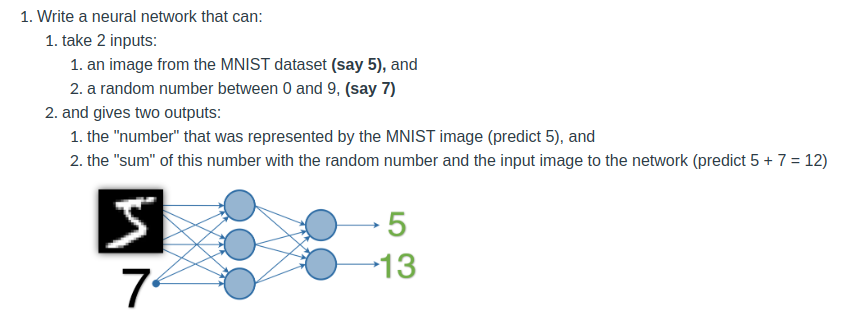 1. Write a neural network that can:
1. take 2 inputs:
1. an image from the MNIST dataset (say 5), and
2. a random number between 0 and 9, (say 7)
2. and gives two outputs:
1. the "number" that was represented by the MNIST image (predict 5), and
2. the "sum" of this number with the random number and the input image to the network (predict 5 + 7 = 12)
5
5
13
7